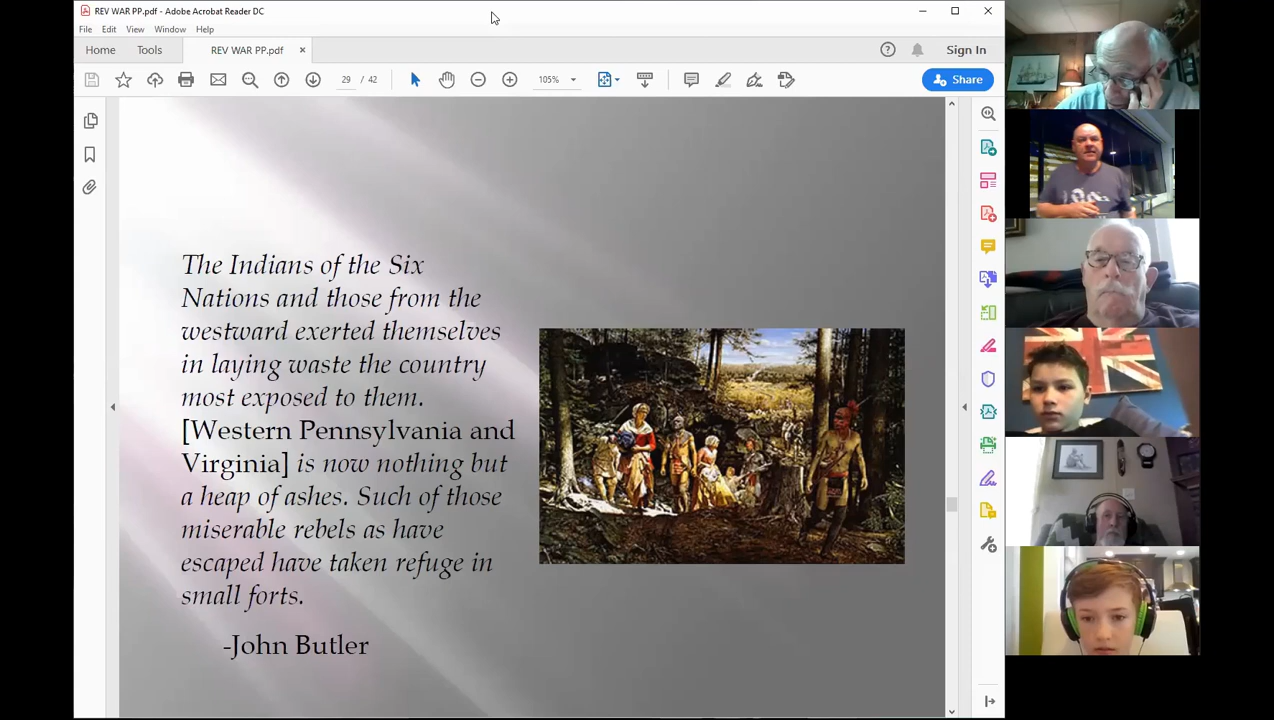 REV WAR PP.pdf - Adobe Acrobat Reader DC
File Edit View Window Help
Home Tools REV WAR PP.pdf × Sign In
29 / 42 105% Share
The Indians of the Six
Nations and those from the
westward exerted themselves
in laying waste the country
most exposed to them.
[Western Pennsylvania and
Virginia] is now nothing but
a heap of ashes. Such of those
miserable rebels as have
escaped have taken refuge in
small forts.
-John Butler